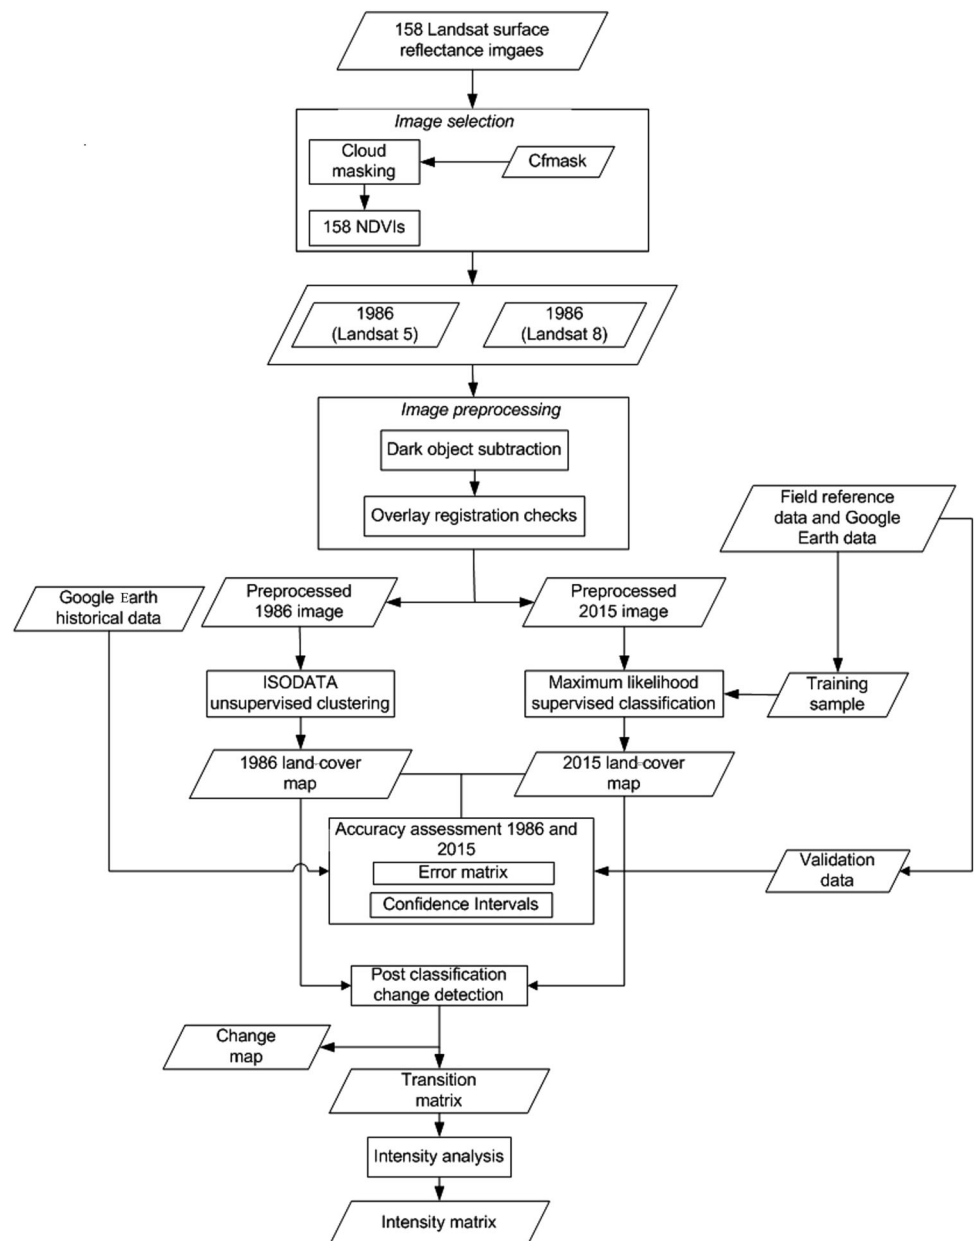 158 Landsat surface
reflectance imgaes
Image selection
Cloud
masking
Cfmask
158 NDVIs
1986
(Landsat 5)
1986
(Landsat 8)
Image preprocessing
Dark object subtraction
Overlay registration checks
Field reference
data and Google
Earth data
Google Earth
historical data
Preprocessed
1986 image
Preprocessed
2015 image
ISODATA
unsupervised clustering
Maximum likelihood
supervised classification
Training
sample
1986 land-cover
map
2015 land-cover
map
Accuracy assessment 1986 and
2015
Error matrix
Confidence Intervals
Validation
data
Post classification
change detection
Change
map
Transition
matrix
Intensity analysis
Intensity matrix